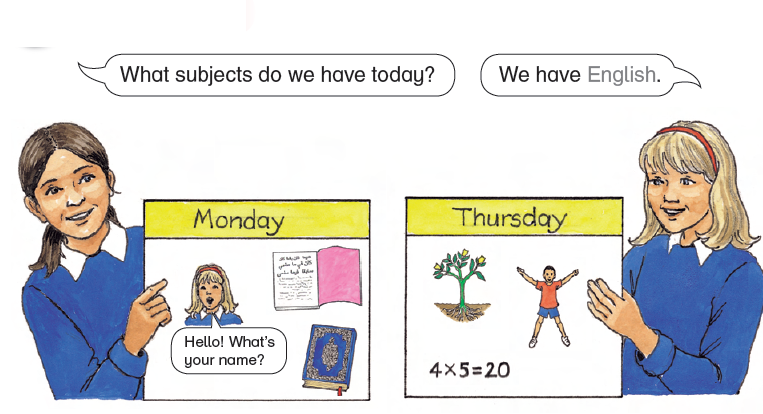 What subjects do we have today?
We have English.
Monday
Thursday
Hello! What's
your name?
4×5=20